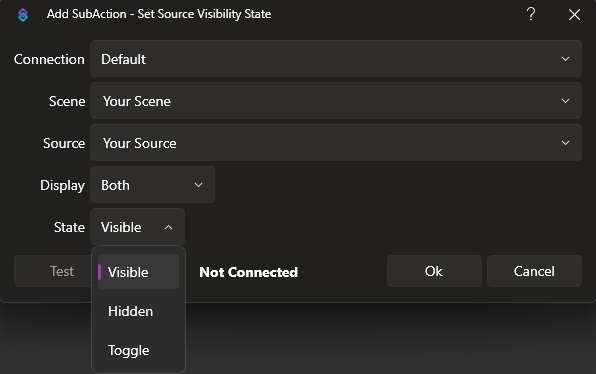 Add SubAction - Set Source Visibility State ?
Connection Default
Scene Your Scene
Source Your Source
Display Both
State Visible
Test Visible Not Connected Ok Cancel
Hidden
Toggle